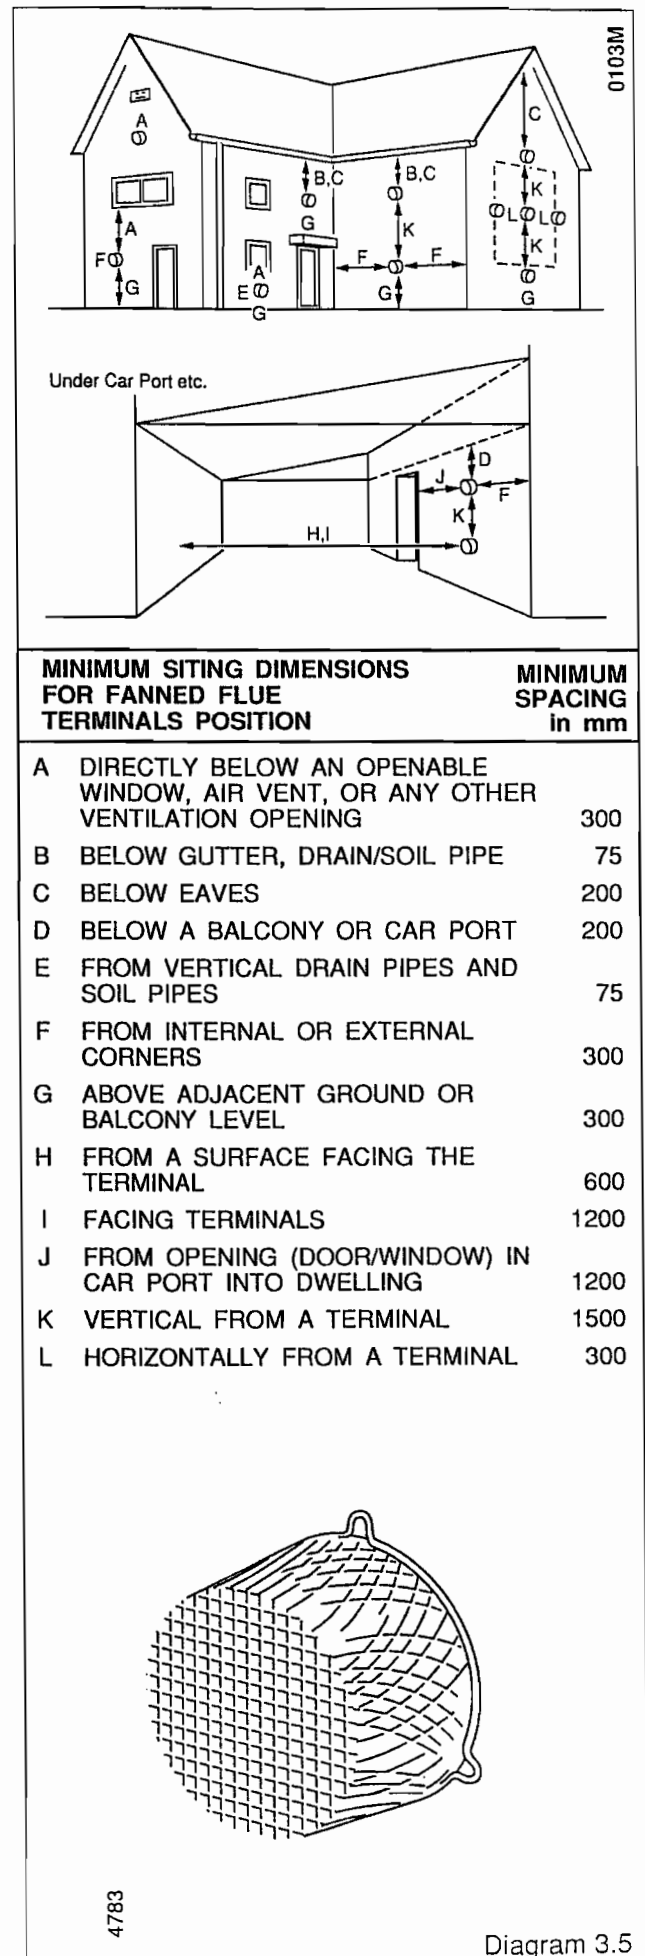 0103M
A
C
B,C
B,C
K
A
G
K
L
L
F
A
F
F
K
G
E
G
G
G
Under Car Port etc.
D
J
F
K
H,I
MINIMUM SITING DIMENSIONS
FOR FANNED FLUE
TERMINALS POSITION
MINIMUM
SPACING
in mm
A DIRECTLY BELOW AN OPENABLE
WINDOW, AIR VENT, OR ANY OTHER
VENTILATION OPENING 300
B BELOW GUTTER, DRAIN/SOIL PIPE 75
C BELOW EAVES 200
D BELOW A BALCONY OR CAR PORT 200
E FROM VERTICAL DRAIN PIPES AND
SOIL PIPES 75
F FROM INTERNAL OR EXTERNAL
CORNERS 300
G ABOVE ADJACENT GROUND OR
BALCONY LEVEL 300
H FROM A SURFACE FACING THE
TERMINAL 600
I FACING TERMINALS 1200
J FROM OPENING (DOOR/WINDOW) IN
CAR PORT INTO DWELLING 1200
K VERTICAL FROM A TERMINAL 1500
L HORIZONTALLY FROM A TERMINAL 300
4783
Diagram 3.5